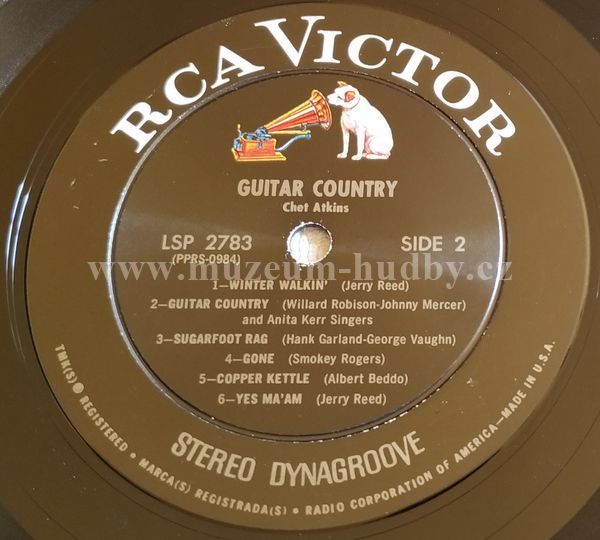 RCA VICTOR
GUITAR COUNTRY
Chet Atkins
LSP 2783
(PPRS-0984)
SIDE 2
www.muzeum-hudby.cz
1—WINTER WALKIN' (Jerry Reed)
2—GUITAR COUNTRY (Willard Robison-Johnny Mercer)
and Anita Kerr Singers
3—SUGARFOOT RAG (Hank Garland-George Vaughn)
4—GONE (Smokey Rogers)
5—COPPER KETTLE (Albert Beddo)
6—YES MA'AM (Jerry Reed)
STEREO DYNAGROOVE
TMK(S) ® REGISTERED • MARCA(S) REGISTRADA(S) • RADIO CORPORATION OF AMERICA—MADE IN U.S.A.